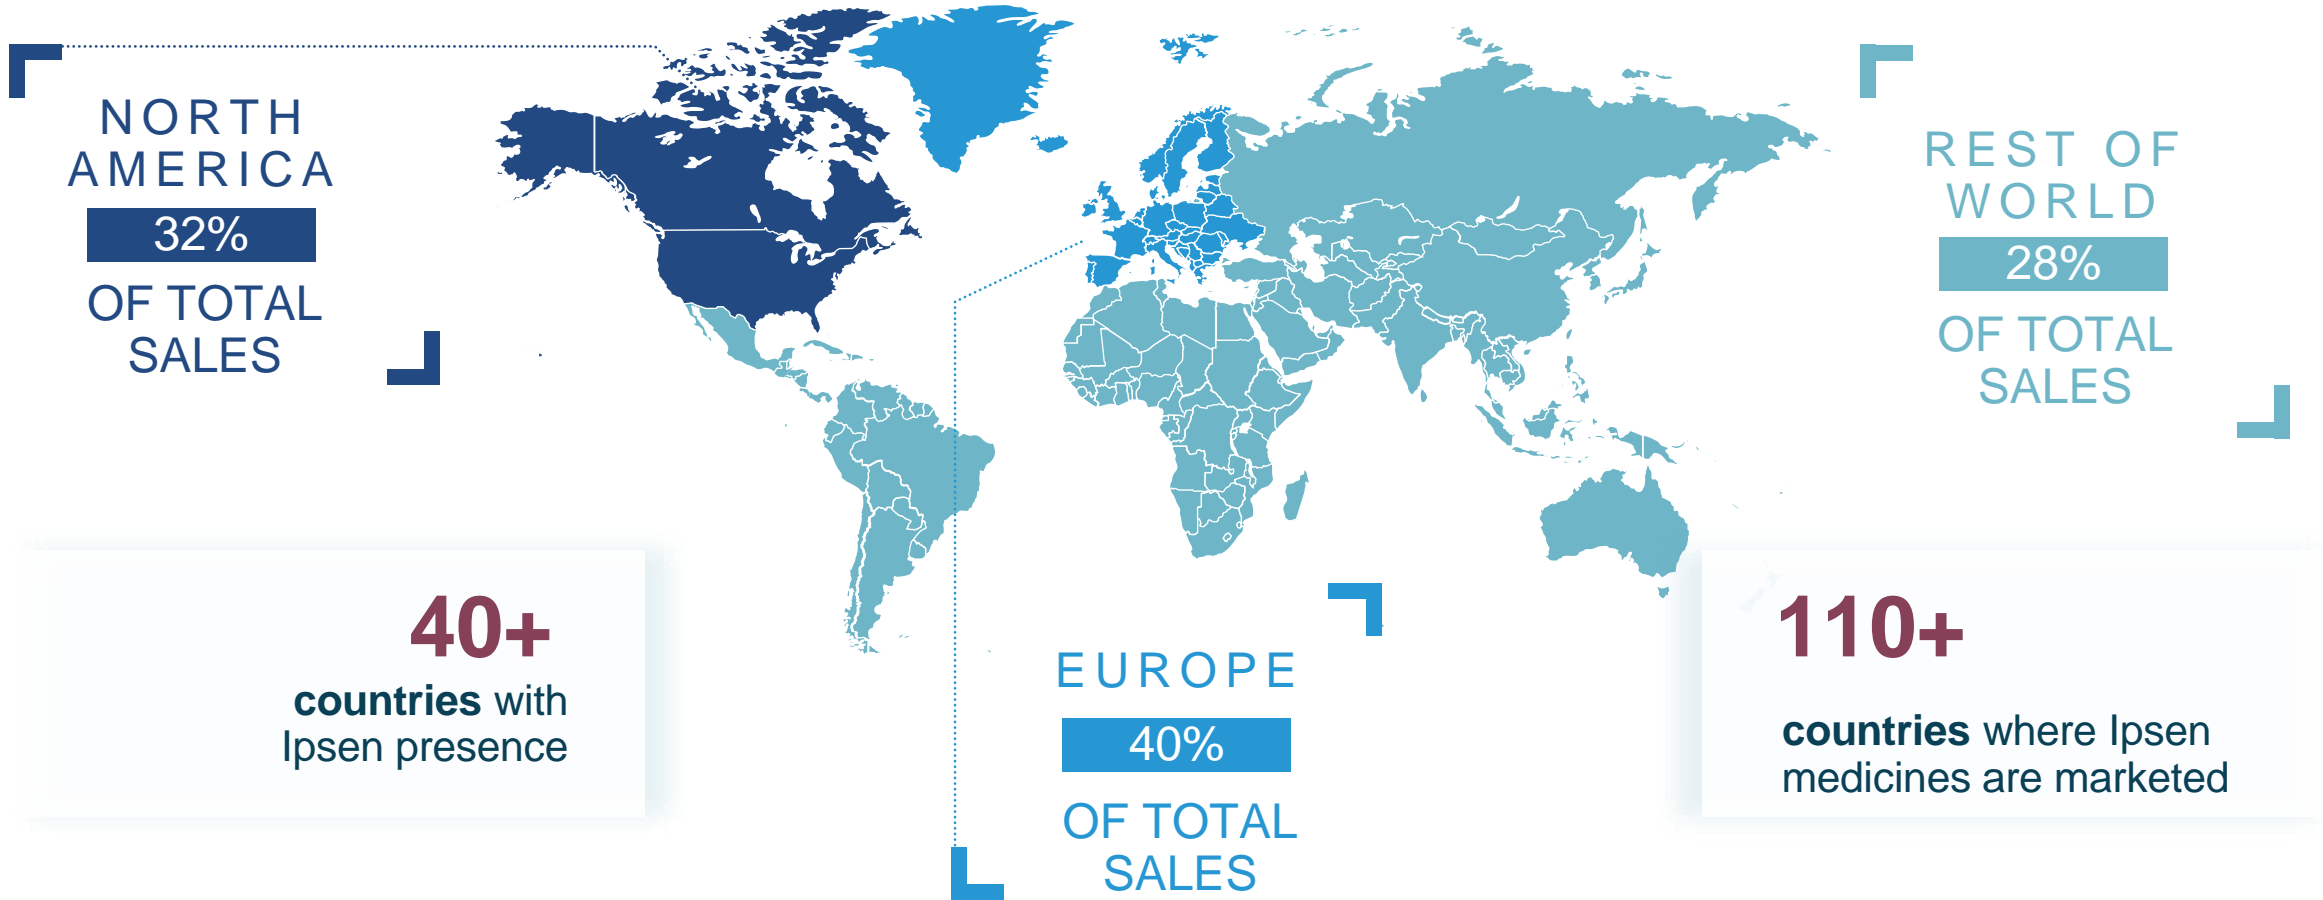 NORTH
AMERICA
32%
OF TOTAL
SALES
REST OF
WORLD
28%
OF TOTAL
SALES
40+
countries with
Ipsen presence
EUROPE
40%
OF TOTAL
SALES
110+
countries where Ipsen
medicines are marketed